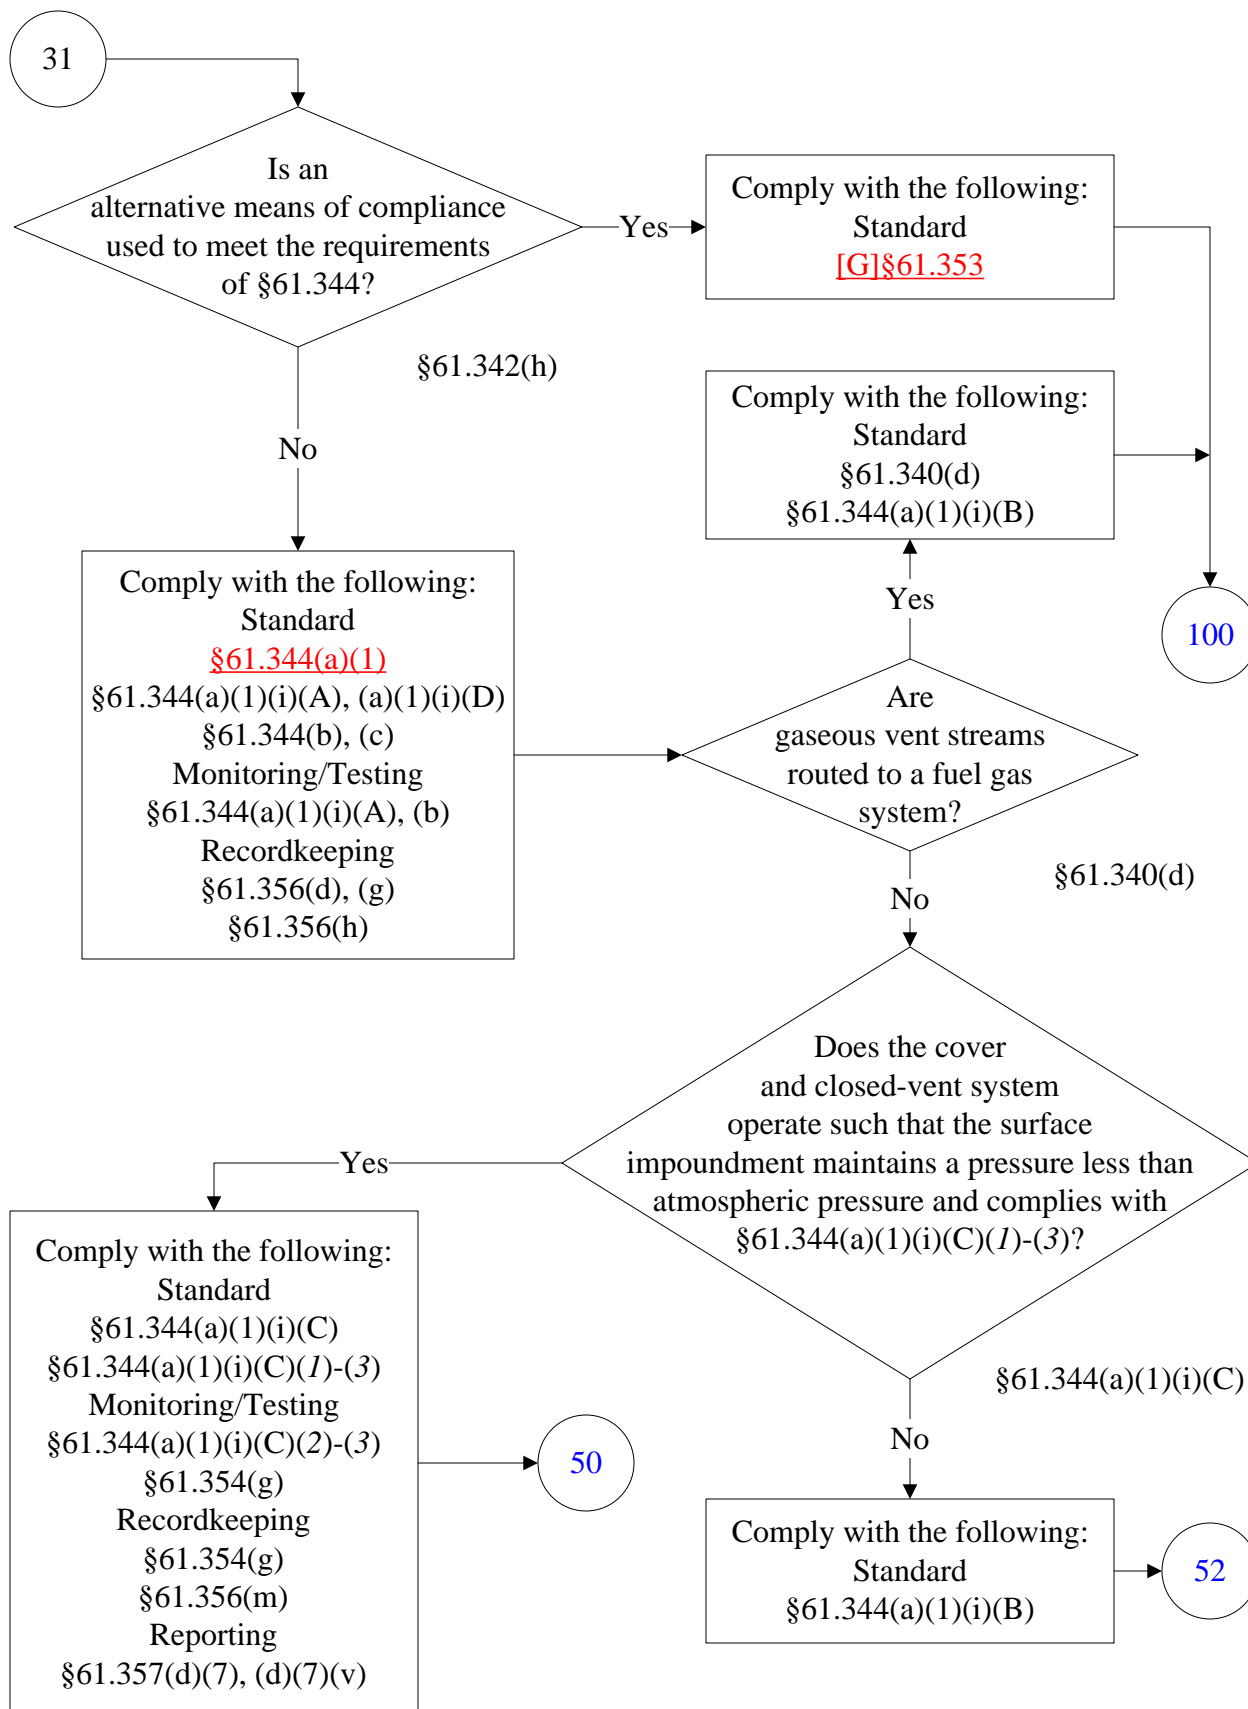 31
Is an
alternative means of compliance
used to meet the requirements
of §61.344?
Yes
Comply with the following:
Standard
[G]§61.353
§61.342(h)
No
Comply with the following:
Standard
§61.340(d)
§61.344(a)(1)(i)(B)
Yes
100
Comply with the following:
Standard
§61.344(a)(1)
§61.344(a)(1)(i)(A), (a)(1)(i)(D)
§61.344(b), (c)
Monitoring/Testing
§61.344(a)(1)(i)(A), (b)
Recordkeeping
§61.356(d), (g)
§61.356(h)
Are
gaseous vent streams
routed to a fuel gas
system?
§61.340(d)
No
Does the cover
and closed-vent system
operate such that the surface
impoundment maintains a pressure less than
atmospheric pressure and complies with
§61.344(a)(1)(i)(C)(1)-(3)?
Yes
§61.344(a)(1)(i)(C)
No
Comply with the following:
Standard
§61.344(a)(1)(i)(C)
§61.344(a)(1)(i)(C)(1)-(3)
Monitoring/Testing
§61.344(a)(1)(i)(C)(2)-(3)
§61.354(g)
Recordkeeping
§61.354(g)
§61.356(m)
Reporting
§61.357(d)(7), (d)(7)(v)
50
Comply with the following:
Standard
§61.344(a)(1)(i)(B)
52